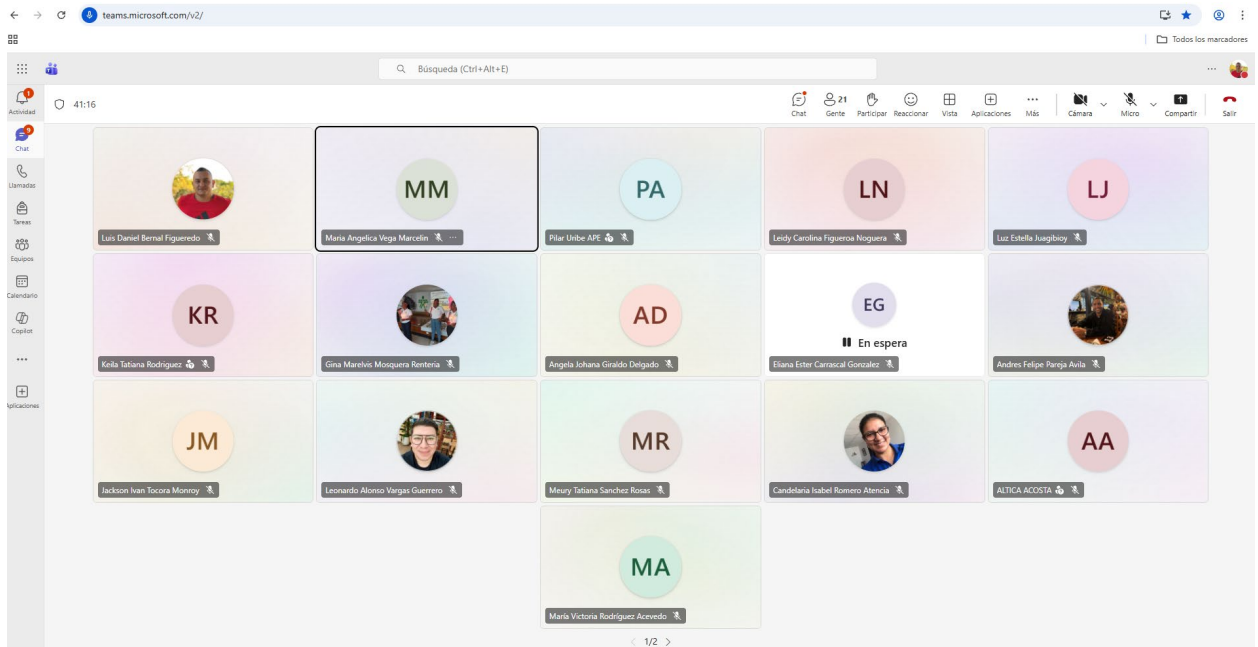 teams.microsoft.com/v2/
Todos los marcadores
Búsqueda (Ctrl+Alt+E)
1
Actividad
41:16
Chat
21
Gente
Participar
Reaccionar
Vista
Aplicaciones
Más
Cámara
Micro
Compartir
Salir
9
Chat
Llamadas
Tareas
Equipos
Calendario
Copilot
Aplicaciones
Luis Daniel Bernal Figueredo
MM
Maria Angelica Vega Marcelin
PA
Pilar Uribe APE
LN
Leidy Carolina Figueroa Noguera
LJ
Luz Estella Juagibioy
KR
Keila Tatiana Rodriguez
Gina Marelvis Mosquera Renteria
AD
Angela Johana Giraldo Delgado
EG
En espera
Eliana Ester Carrascal Gonzalez
Andres Felipe Pareja Avila
JM
Jackson Ivan Tocora Monroy
Leonardo Alonso Vargas Guerrero
MR
Meury Tatiana Sanchez Rosas
Candelaria Isabel Romero Atencia
AA
ALTICA ACOSTA
MA
María Victoria Rodríguez Acevedo
1/2